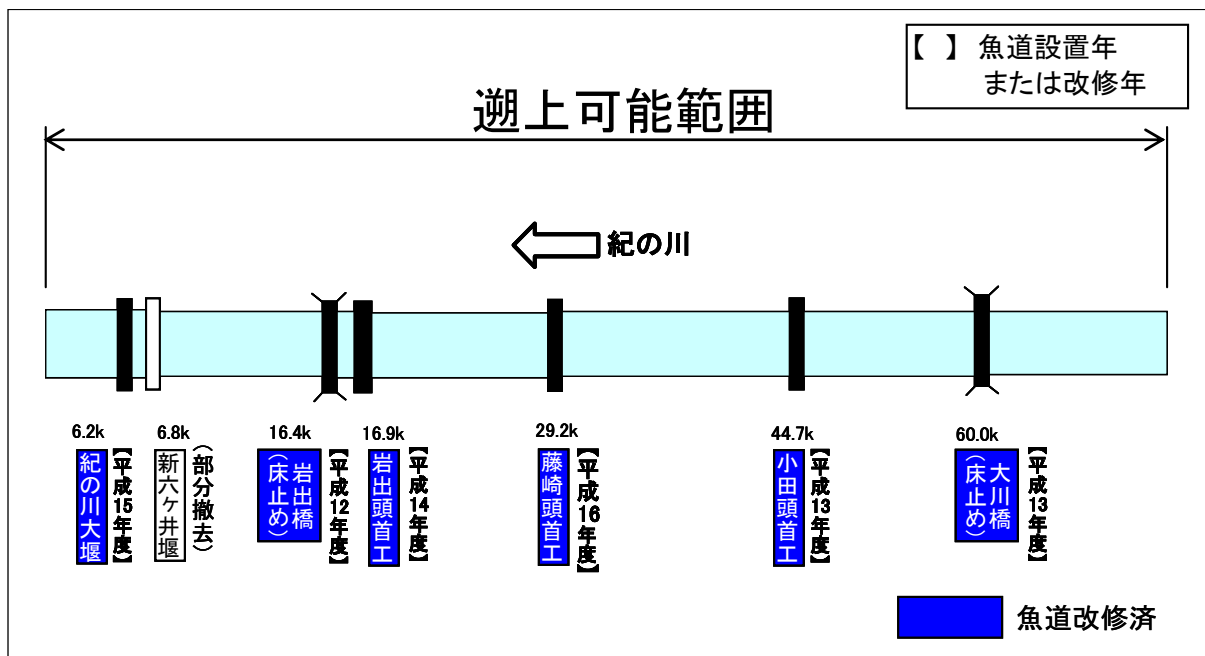 【 】 魚道設置年
または改修年
遡上可能範囲
紀の川
6.2k
紀の川大堰
【平成15年度】
6.8k
新六ヶ井堰
(部分撤去)
16.4k
岩出橋
(床止め)
【平成12年度】
16.9k
岩出頭首工
【平成14年度】
29.2k
藤崎頭首工
【平成16年度】
44.7k
小田頭首工
【平成13年度】
60.0k
大川橋
(床止め)
【平成13年度】
魚道改修済